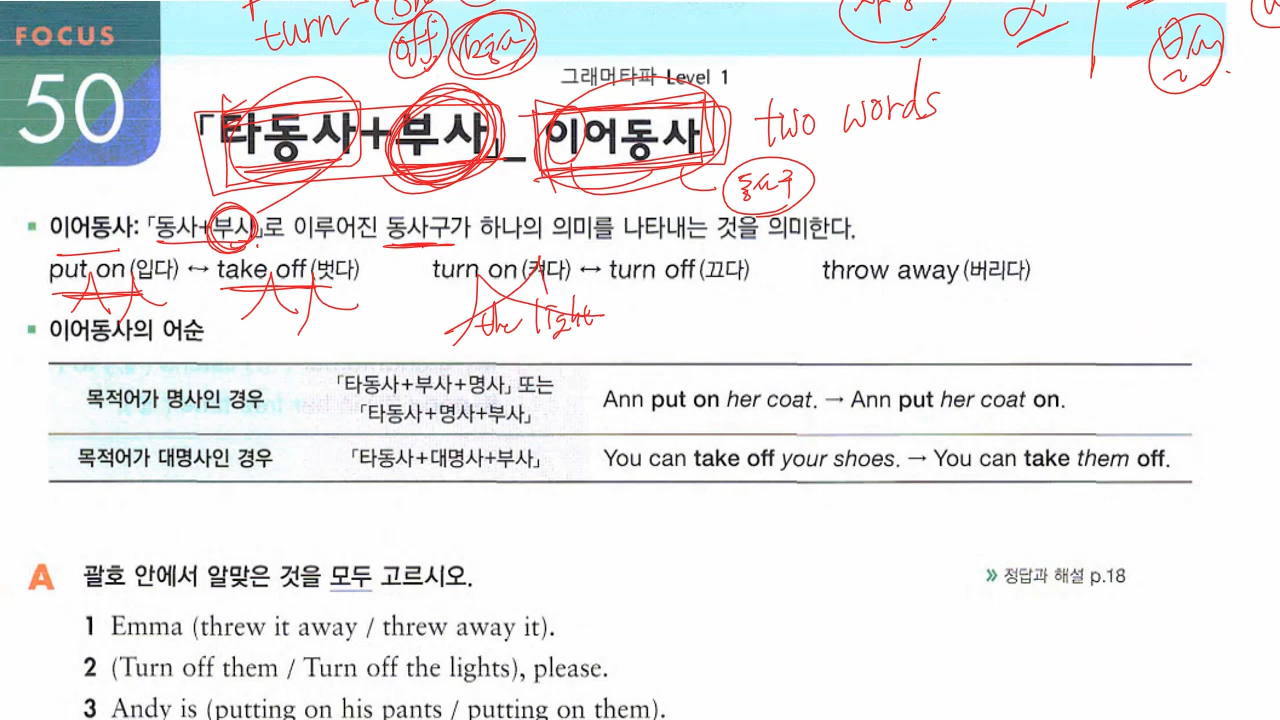 turn
on
off
FOCUS
50
그래머타파 Level 1
「타동사+부사」_ 이어동사
two words
동사구
이어동사: 「동사+부사」로 이루어진 동사구가 하나의 의미를 나타내는 것을 의미한다.
put on (입다) ↔ take off (벗다) turn on (켜다) ↔ turn off (끄다) throw away (버리다)
the light
이어동사의 어순
목적어가 명사인 경우 「타동사+부사+명사」 또는 「타동사+명사+부사」 Ann put on her coat. → Ann put her coat on.
목적어가 대명사인 경우 「타동사+대명사+부사」 You can take off your shoes. → You can take them off.
A 괄호 안에서 알맞은 것을 모두 고르시오. » 정답과 해설 p.18
1 Emma (threw it away / threw away it).
2 (Turn off them / Turn off the lights), please.
3 Andy is (putting on his pants / putting on them).